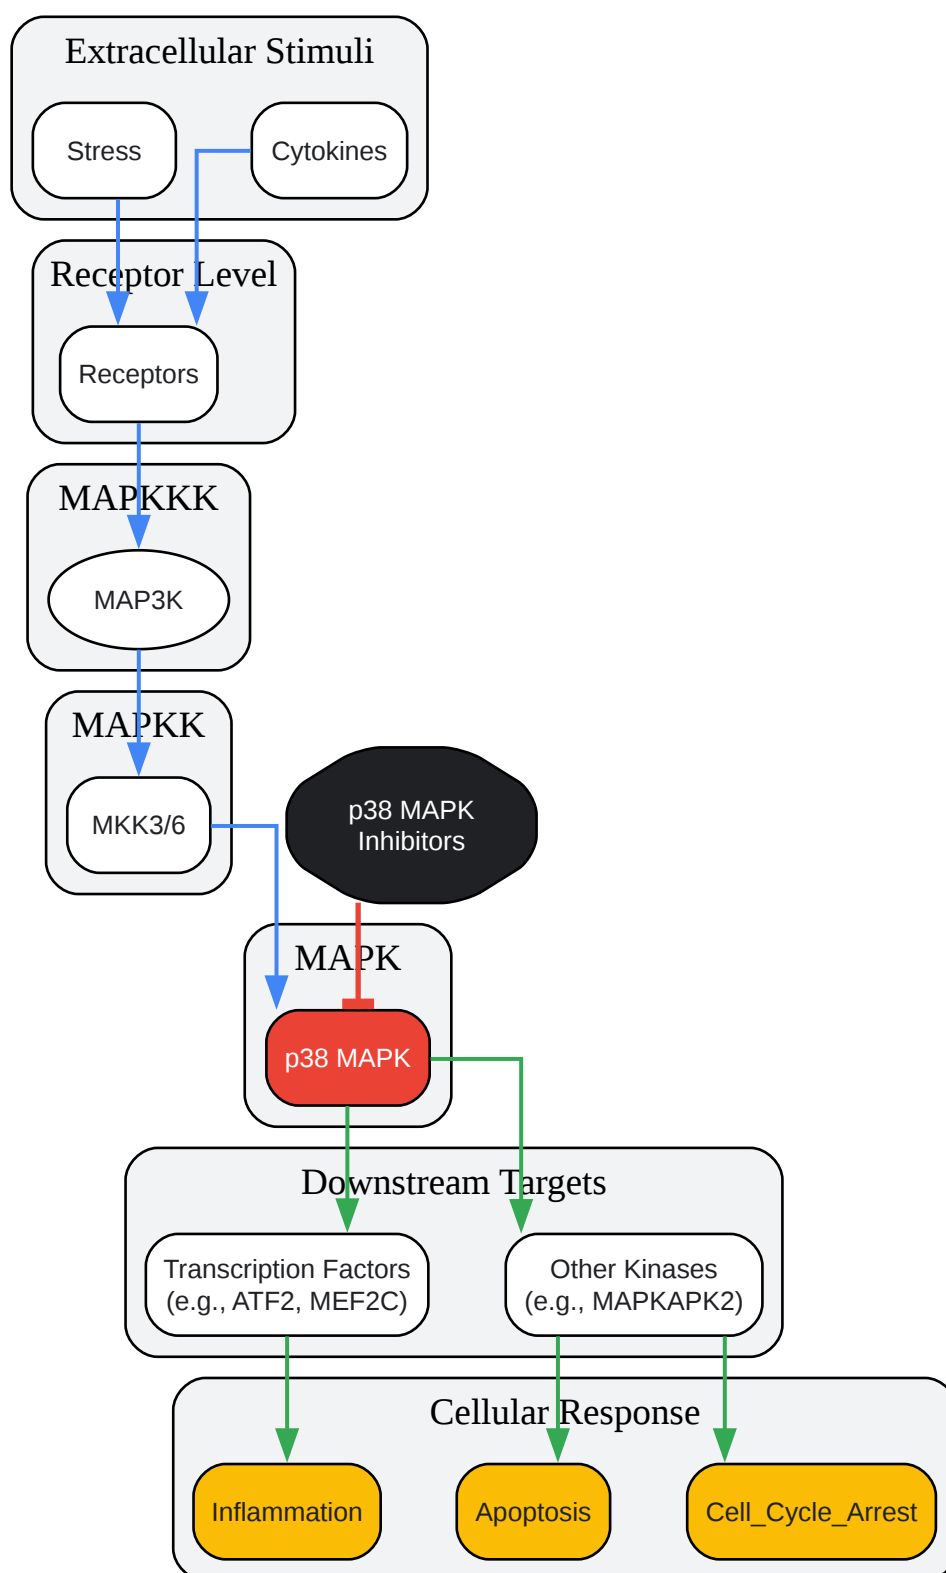 Extracellular Stimuli
Stress
Cytokines
Receptor Level
Receptors
MAPKKK
MAP3K
MAPKK
MKK3/6
p38 MAPK
Inhibitors
MAPK
p38 MAPK
Downstream Targets
Transcription Factors
(e.g., ATF2, MEF2C)
Other Kinases
(e.g., MAPKAPK2)
Cellular Response
Inflammation
Apoptosis
Cell_Cycle_Arrest